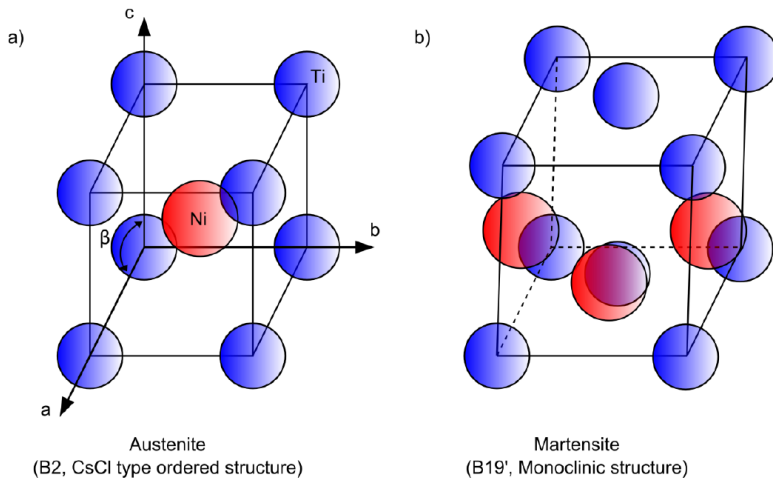 a)
c
Ti
Ni
β
b
a
Austenite
(B2, CsCl type ordered structure)
b)
Martensite
(B19', Monoclinic structure)